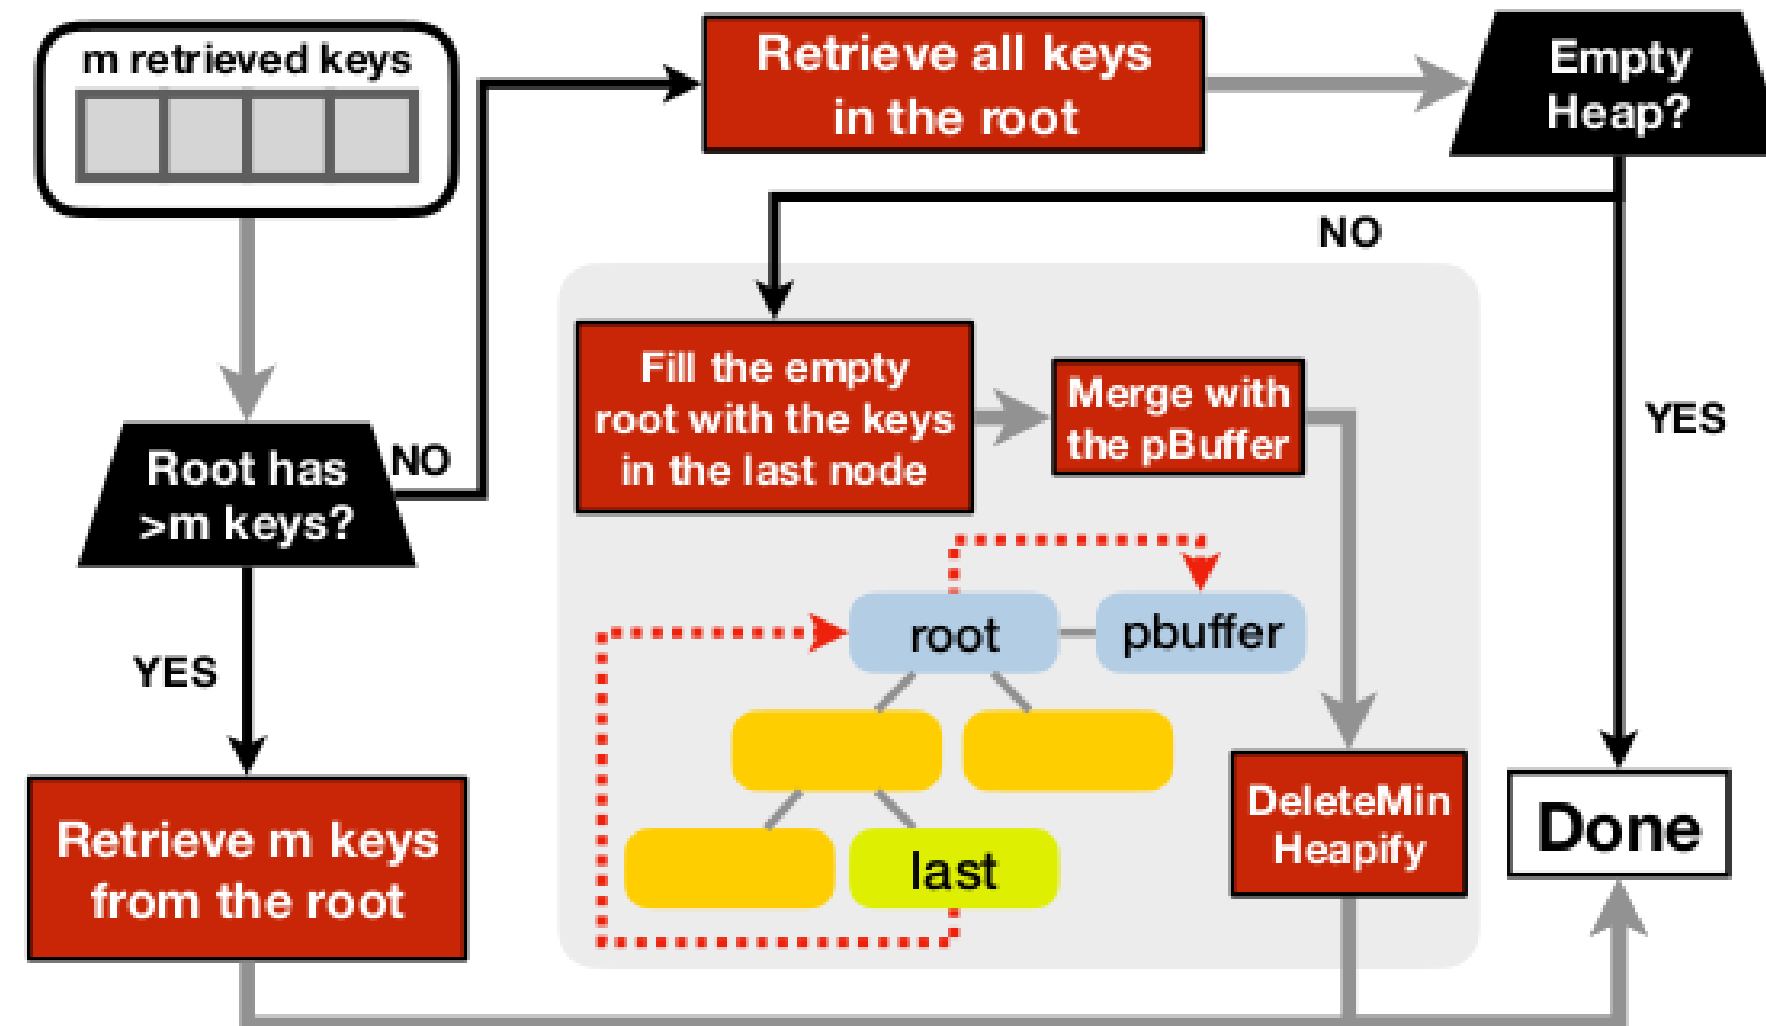 m retrieved keys
Retrieve all keys
in the root
Empty
Heap?
NO
YES
Fill the empty
root with the keys
in the last node
Merge with
the pBuffer
Root has
>m keys?
NO
YES
root
pbuffer
last
DeleteMin
Heapify
Done
Retrieve m keys
from the root